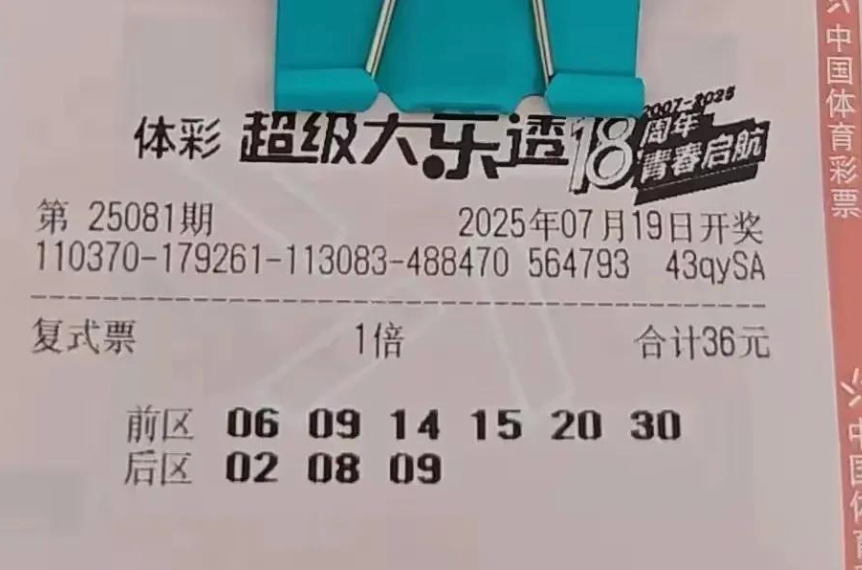 体彩 超级大乐透 18 周年 2007-2025
青春启航
第 25081期 2025年07月19日开奖
110370-179261-113083-488470 564793 43qySA
复式票 1倍 合计36元
前区 06 09 14 15 20 30
后区 02 08 09
中国体育彩票
中国体育